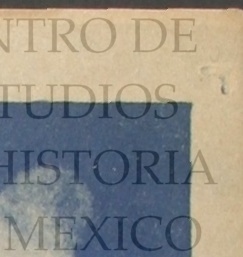 NTRO DE
TUDIOS
HISTORIA
MEXICO